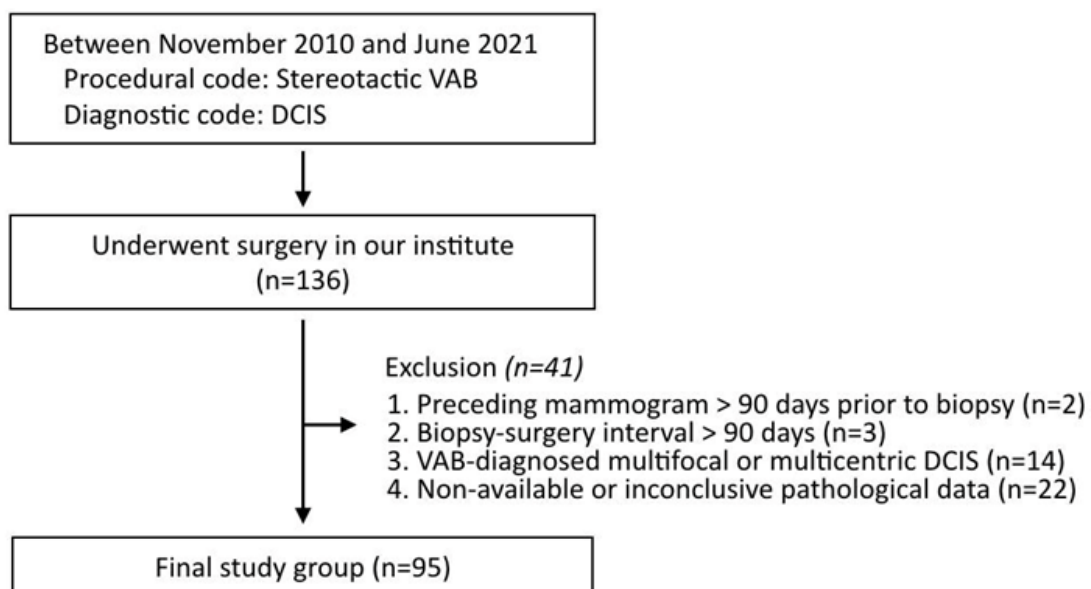 Between November 2010 and June 2021
Procedural code: Stereotactic VAB
Diagnostic code: DCIS
Underwent surgery in our institute
(n=136)
Exclusion (n=41)
1. Preceding mammogram > 90 days prior to biopsy (n=2)
2. Biopsy-surgery interval > 90 days (n=3)
3. VAB-diagnosed multifocal or multicentric DCIS (n=14)
4. Non-available or inconclusive pathological data (n=22)
Final study group (n=95)